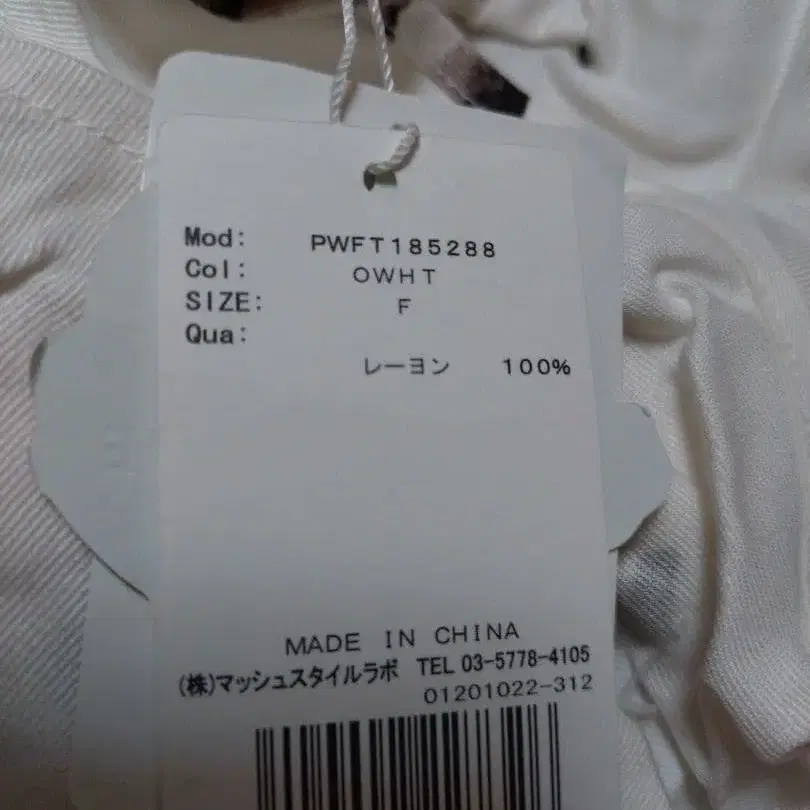 Mod: PWFT185288
Col: OWHT
SIZE: F
Qua:
レーヨン 100%
MADE IN CHINA
(株)マッシュスタイルラボ TEL 03-5778-4105
01201022-312